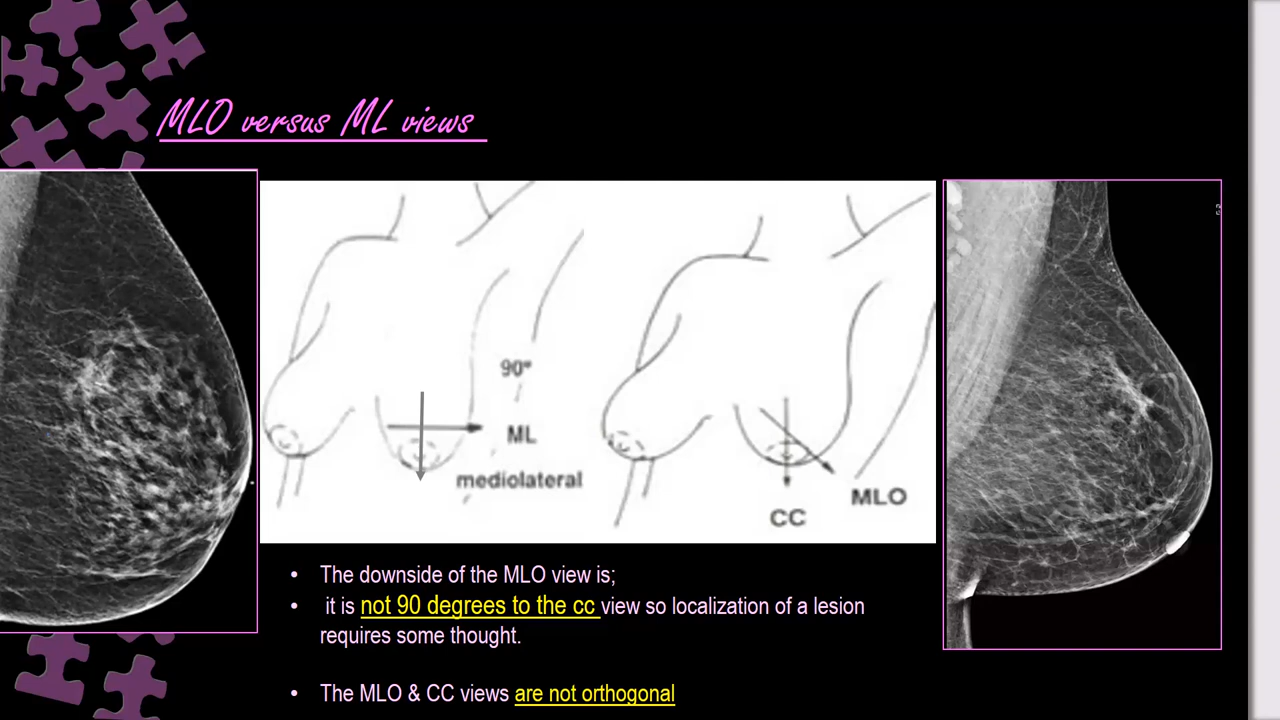 MLO versus ML views
90°
ML
mediolateral
MLO
CC
• The downside of the MLO view is;
• it is not 90 degrees to the cc view so localization of a lesion
requires some thought.
• The MLO & CC views are not orthogonal